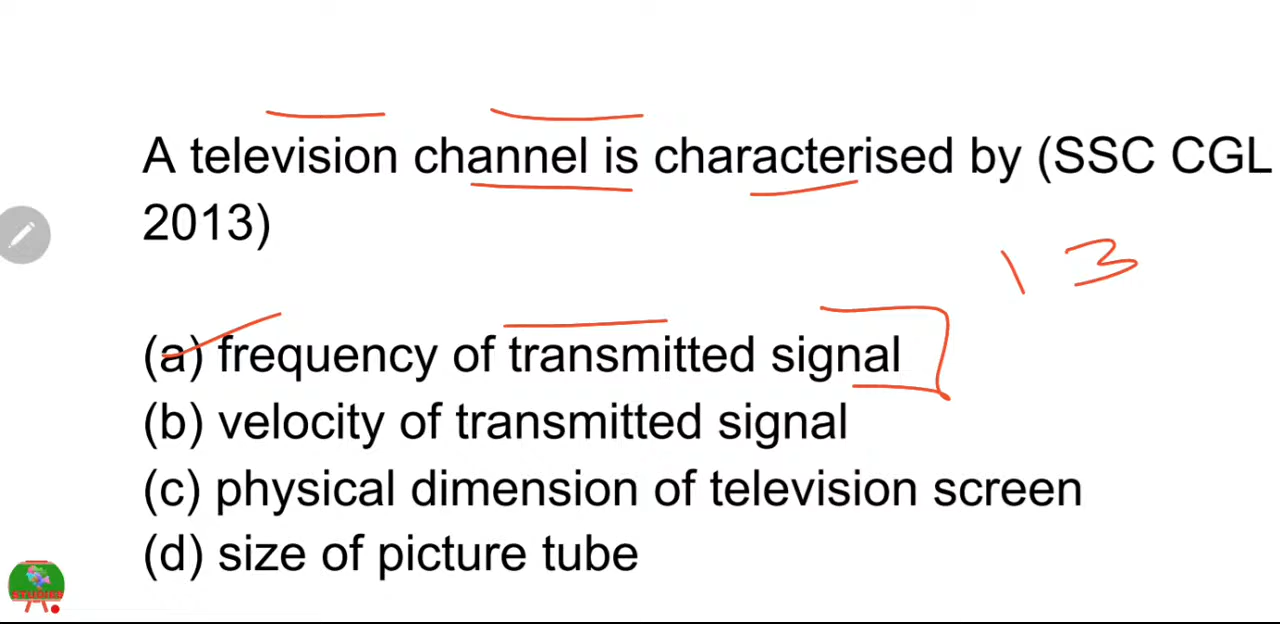 A television channel is characterised by (SSC CGL
2013)
13
(a) frequency of transmitted signal
(b) velocity of transmitted signal
(c) physical dimension of television screen
(d) size of picture tube
STUDIES